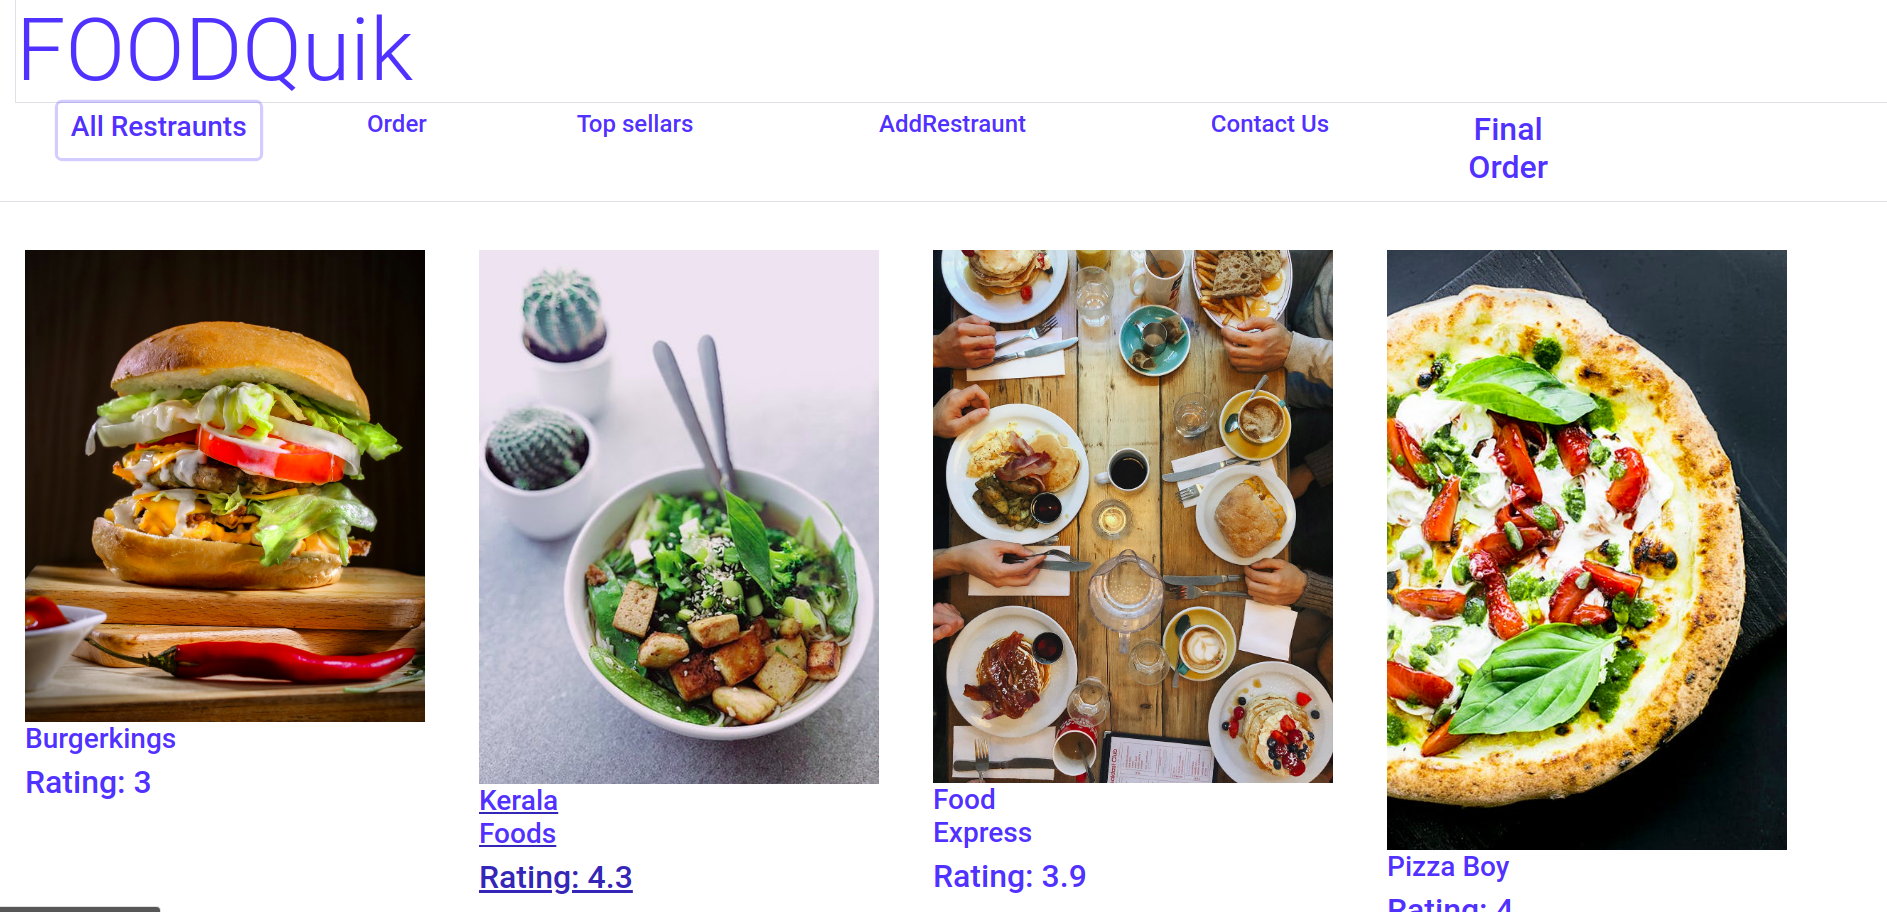 FOODQuik
All Restraunts
Order
Top sellars
AddRestraunt
Contact Us
Final
Order
Burgerkings
Rating: 3
Kerala
Foods
Rating: 4.3
Food
Express
Rating: 3.9
Pizza Boy
Rating: 4